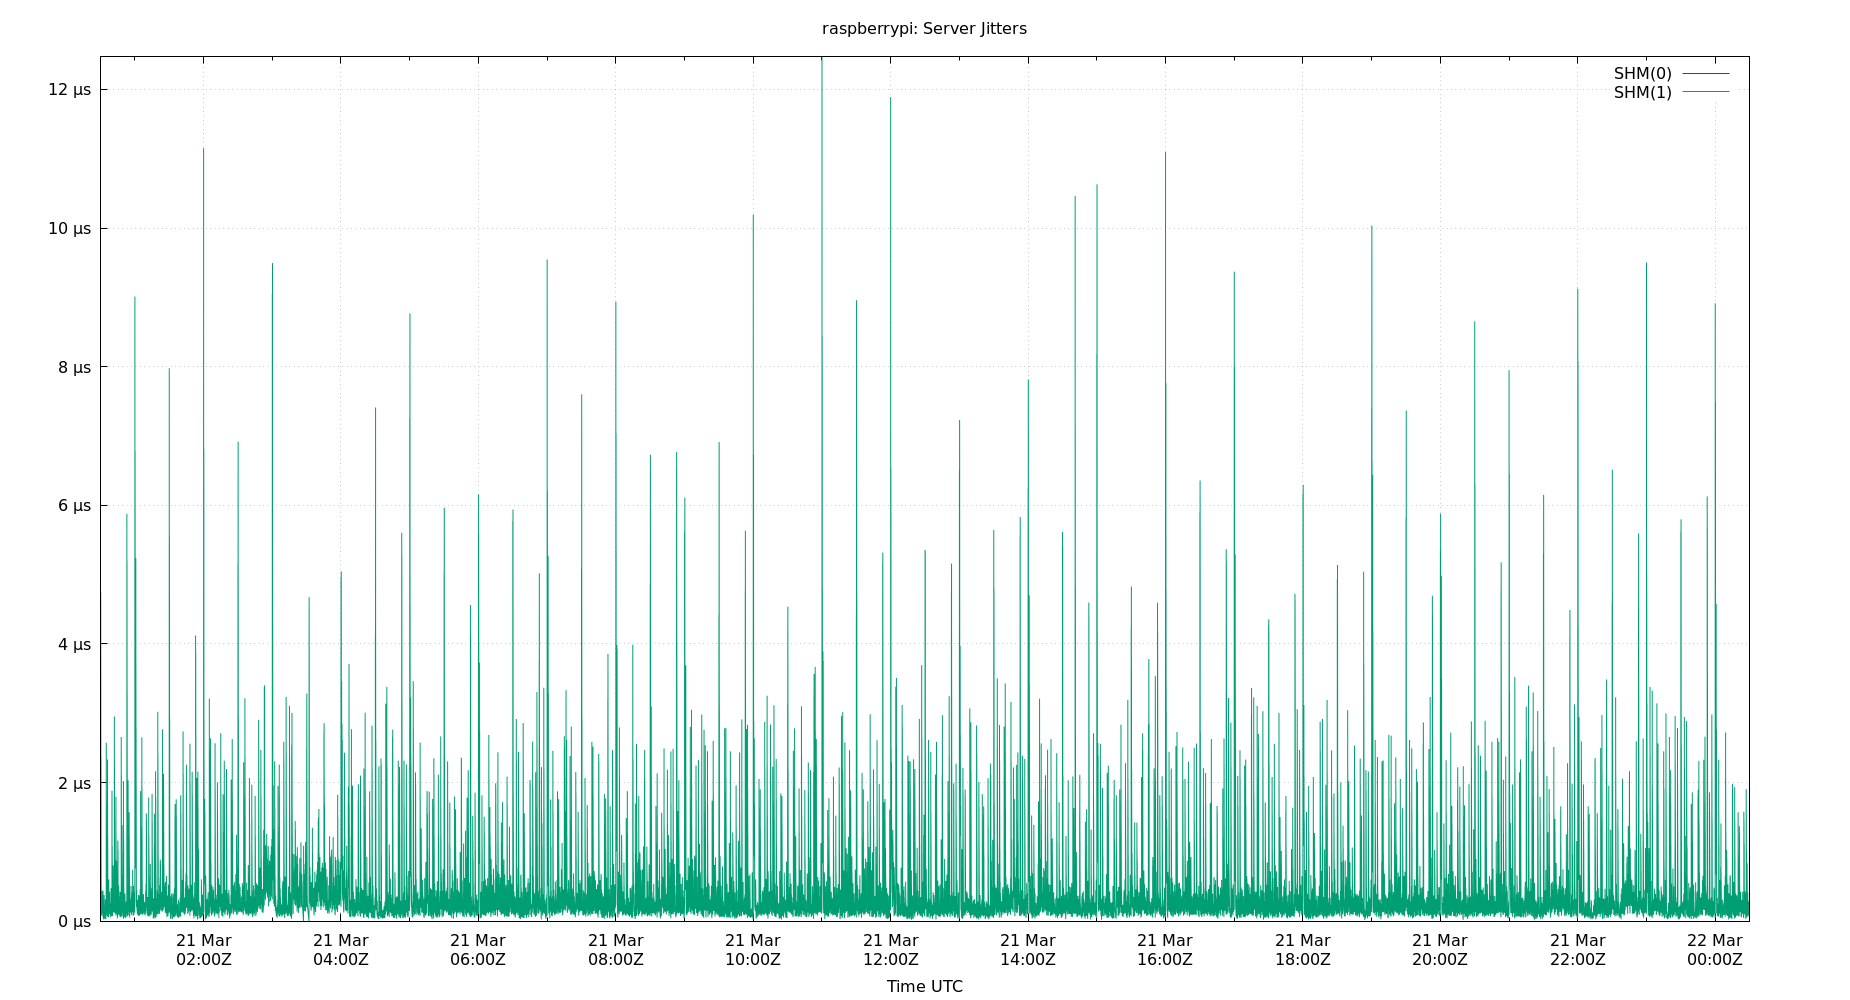 raspberrypi: Server Jitters
SHM(0)
SHM(1)
12 µs
10 µs
8 µs
6 µs
4 µs
2 µs
0 µs
21 Mar 21 Mar 21 Mar 21 Mar 21 Mar 21 Mar 21 Mar 21 Mar 21 Mar 21 Mar 21 Mar 22 Mar
02:00Z 04:00Z 06:00Z 08:00Z 10:00Z 12:00Z 14:00Z 16:00Z 18:00Z 20:00Z 22:00Z 00:00Z
Time UTC